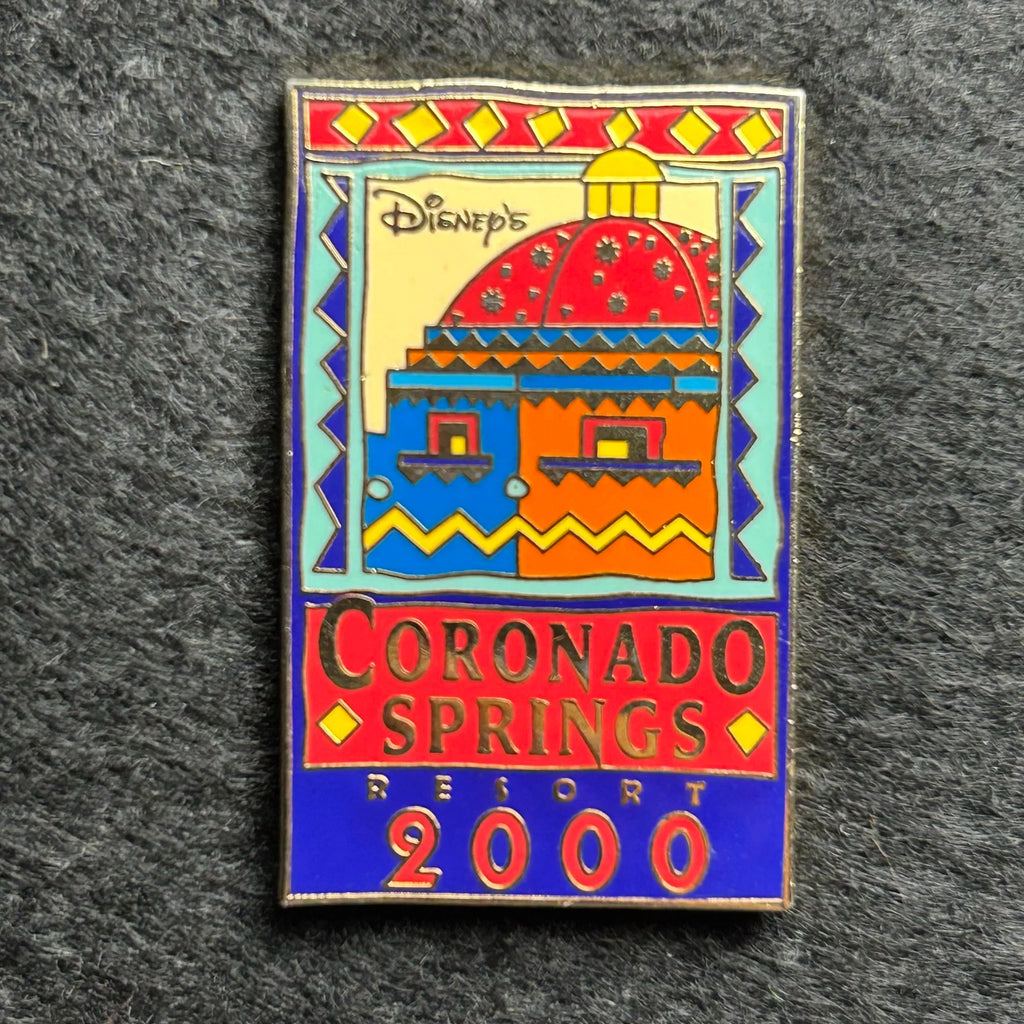 Disney's
CORONADO
SPRINGS
RESORT
2000